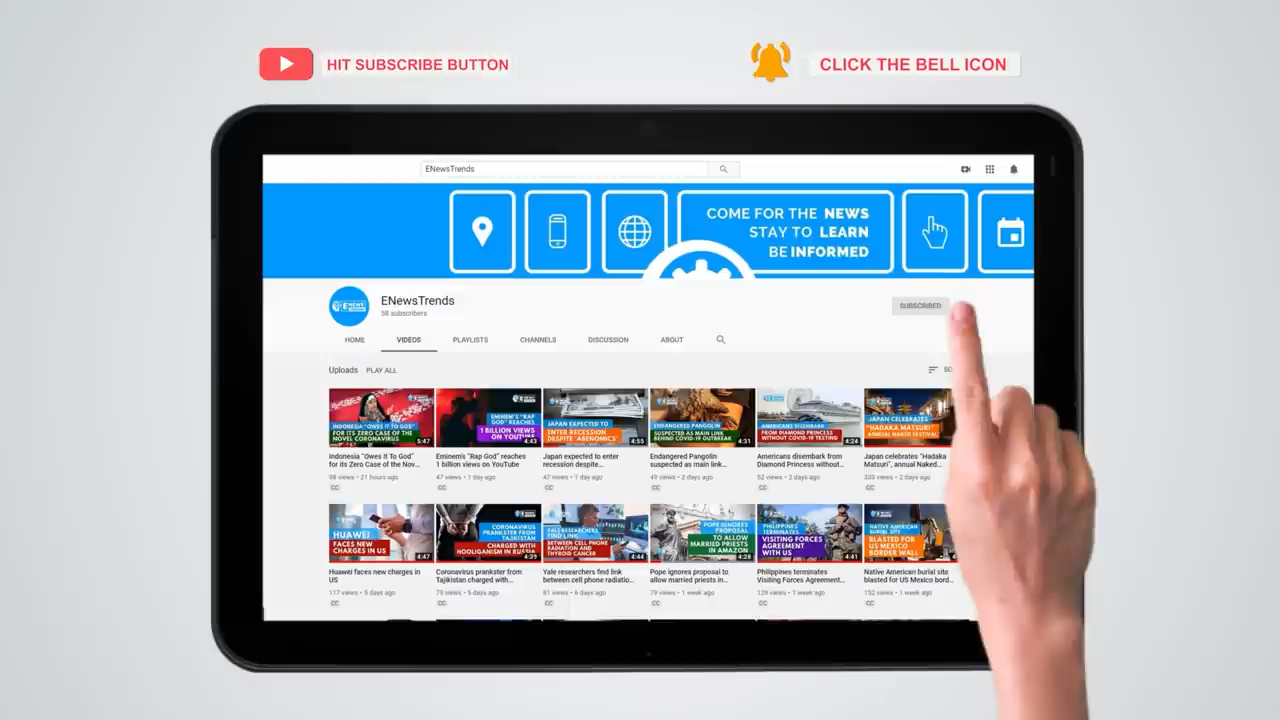 HIT SUBSCRIBE BUTTON
CLICK THE BELL ICON
ENewsTrends
COME FOR THE NEWS
STAY TO LEARN
BE INFORMED
ENEWS
ENewsTrends
58 subscribers
SUBSCRIBED
HOME VIDEOS PLAYLISTS CHANNELS DISCUSSION ABOUT
Uploads PLAY ALL
INDONESIA "OWES IT TO GOD"
FOR ITS ZERO CASE OF THE
NOVEL CORONAVIRUS
5:47
EMINEM'S "RAP
GOD" REACHES
1 BILLION VIEWS
ON YOUTUBE
4:43
JAPAN EXPECTED TO
ENTER RECESSION
DESPITE 'ABENOMICS'
4:55
ENDANGERED PANGOLIN
SUSPECTED AS MAIN LINK
BEHIND COVID-19 OUTBREAK
4:31
AMERICANS DISEMBARK
FROM DIAMOND PRINCESS
WITHOUT COVID-19 TESTING
4:24
JAPAN CELEBRATES
"HADAKA MATSURI"
ANNUAL NAKED FESTIVAL
Indonesia "Owes It To God"
for its Zero Case of the Nov...
98 views • 21 hours ago
CC
Eminem's "Rap God" reaches
1 billion views on YouTube
47 views • 1 day ago
CC
Japan expected to enter
recession despite...
47 views • 1 day ago
CC
Endangered Pangolin
suspected as main link...
49 views • 2 days ago
CC
Americans disembark from
Diamond Princess without...
52 views • 2 days ago
CC
Japan celebrates "Hadaka
Matsuri", annual Naked...
333 views • 2 days ago
CC
HUAWEI
FACES NEW
CHARGES IN US
4:47
CORONAVIRUS
PRANKSTER FROM
TAJIKISTAN
CHARGED WITH
HOOLIGANISM IN RUSSIA
4:39
YALE RESEARCHERS
FIND LINK
BETWEEN CELL PHONE
RADIATION AND
THYROID CANCER
4:44
POPE IGNORES
PROPOSAL
TO ALLOW
MARRIED PRIESTS
IN AMAZON
4:28
PHILIPPINES
TERMINATES
VISITING FORCES
AGREEMENT
WITH US
4:41
NATIVE AMERICAN
BURIAL SITE
BLASTED FOR
US MEXICO
BORDER WALL
Huawei faces new charges in
US
117 views • 5 days ago
CC
Coronavirus prankster from
Tajikistan charged with...
75 views • 5 days ago
CC
Yale researchers find link
between cell phone radiatio...
81 views • 6 days ago
CC
Pope ignores proposal to
allow married priests in...
79 views • 1 week ago
CC
Philippines terminates
Visiting Forces Agreement...
129 views • 1 week ago
CC
Native American burial site
blasted for US Mexico bord...
152 views • 1 week ago
CC